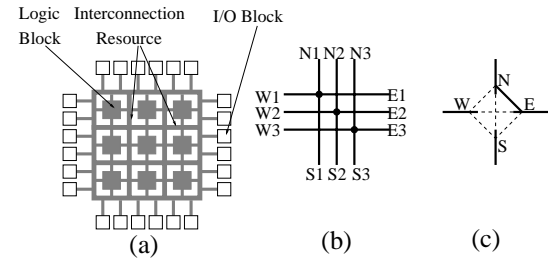 Logic Block
Interconnection Resource
I/O Block
N1 N2 N3
W1 E1
W2 E2
W3 E3
S1 S2 S3
N
W E
S
(a)
(b)
(c)